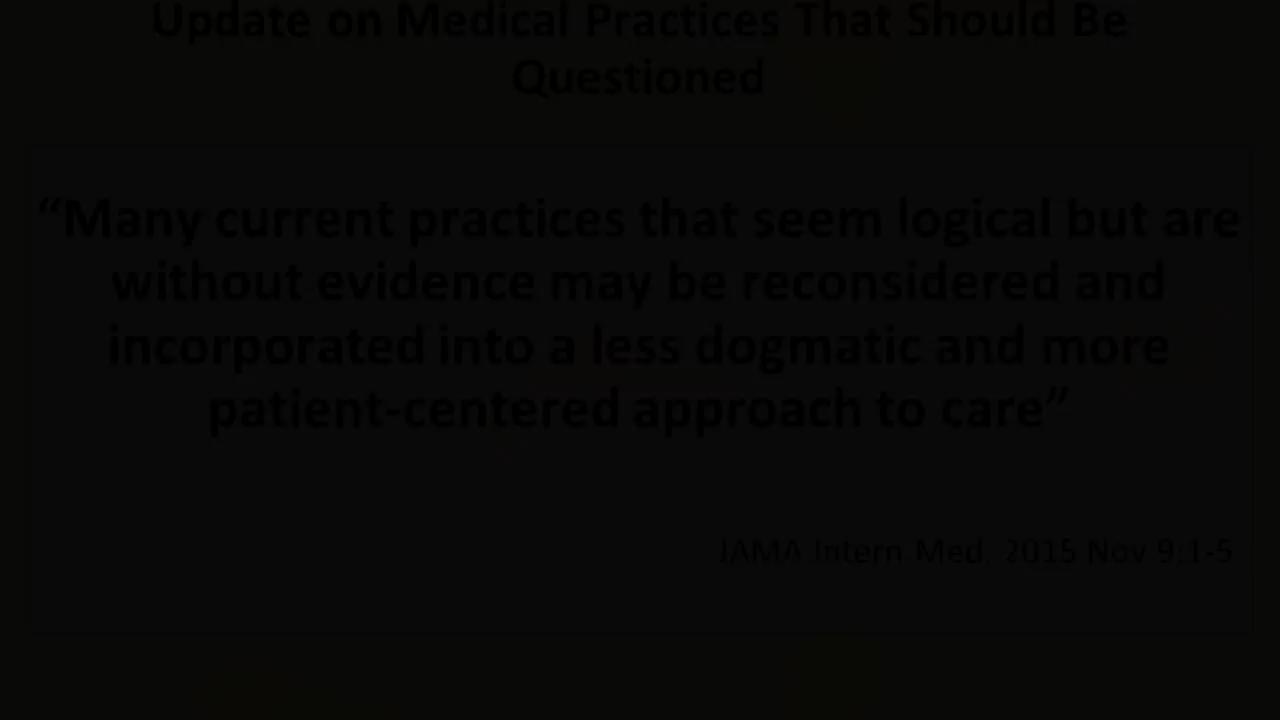 Update on Medical Practices That Should Be
Questioned
“Many current practices that seem logical but are
without evidence may be reconsidered and
incorporated into a less dogmatic and more
patient-centered approach to care”
JAMA Intern Med. 2015 Nov 9:1-5